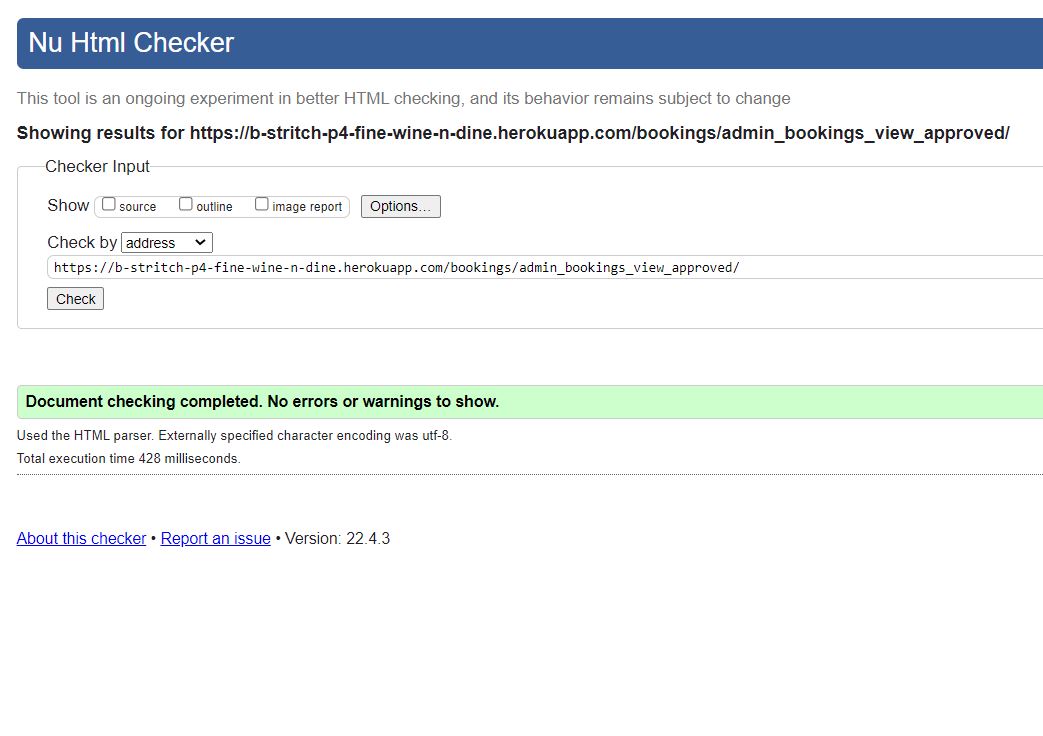 Nu Html Checker
This tool is an ongoing experiment in better HTML checking, and its behavior remains subject to change
Showing results for https://b-stritch-p4-fine-wine-n-dine.herokuapp.com/bookings/admin_bookings_view_approved/
Checker Input
Show source outline image report Options...
Check by address
https://b-stritch-p4-fine-wine-n-dine.herokuapp.com/bookings/admin_bookings_view_approved/
Check
Document checking completed. No errors or warnings to show.
Used the HTML parser. Externally specified character encoding was utf-8.
Total execution time 428 milliseconds.
About this checker • Report an issue • Version: 22.4.3